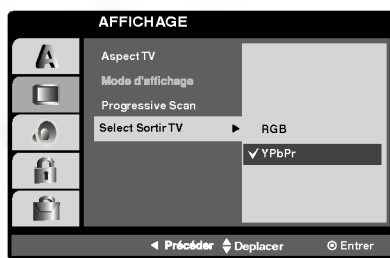 AFFICHAGE
A
Aspect TV
Mode d'affichage
Progressive Scan
Select Sortir TV
RGB
YPbPr
Précéder Deplacer Entrer